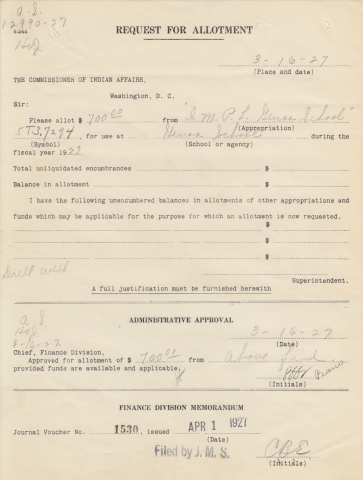 A.S.
12990-27
Hof
REQUEST FOR ALLOTMENT
3-16-27
(Place and date)
THE COMMISSIONER OF INDIAN AFFAIRS,
Washington, D. C.
Sir:
Please allot $ 700 00 from "I M P L Genoa School"
(Appropriation)
5T37294, for use at Genoa School during the
(Symbol) (School or agency)
fiscal year 1927
Total unliquidated encumbrances $
Balance in allotment $
I have the following unencumbered balances in allotments of other appropriations and
funds which may be applicable for the purpose for which an allotment is now requested.
$
$
$
Drill well
Superintendent.
A full justification must be furnished herewith
ADMINISTRATIVE APPROVAL
A S
Hof
3-16-27
3-16-27
(Date)
Chief, Finance Division,
Approved for allotment of $ 700 00 from above fund
provided funds are available and applicable.
(Initials)
FINANCE DIVISION MEMORANDUM
Journal Voucher No. 1530, issued APR 1 1927
(Date)
Filed by J. M. S.
CBE
(Initials)